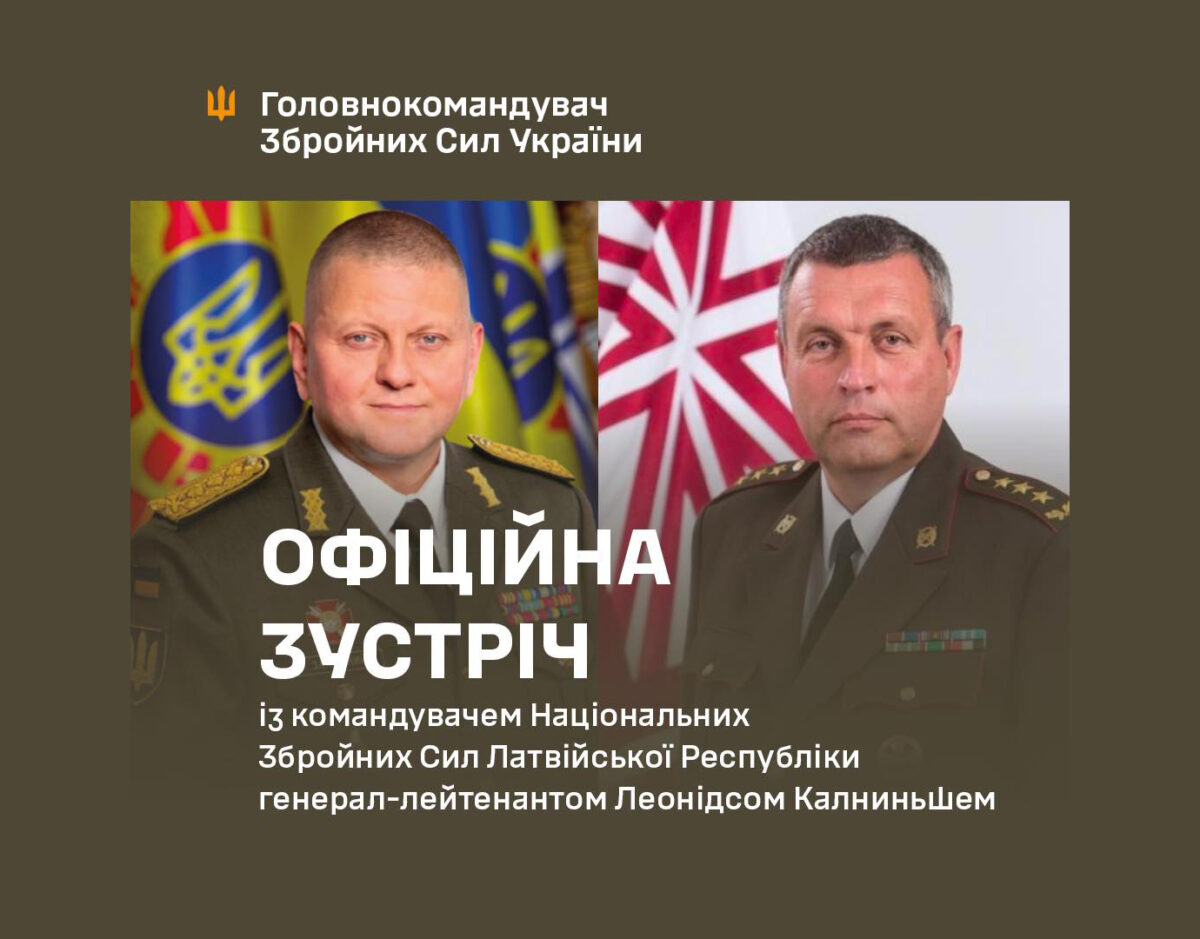 Головнокомандувач
Збройних Сил України
ОФІЦІЙНА
ЗУСТРІЧ
із командувачем Національних
Збройних Сил Латвійської Республіки
генерал-лейтенантом Леонідсом Калниньшем